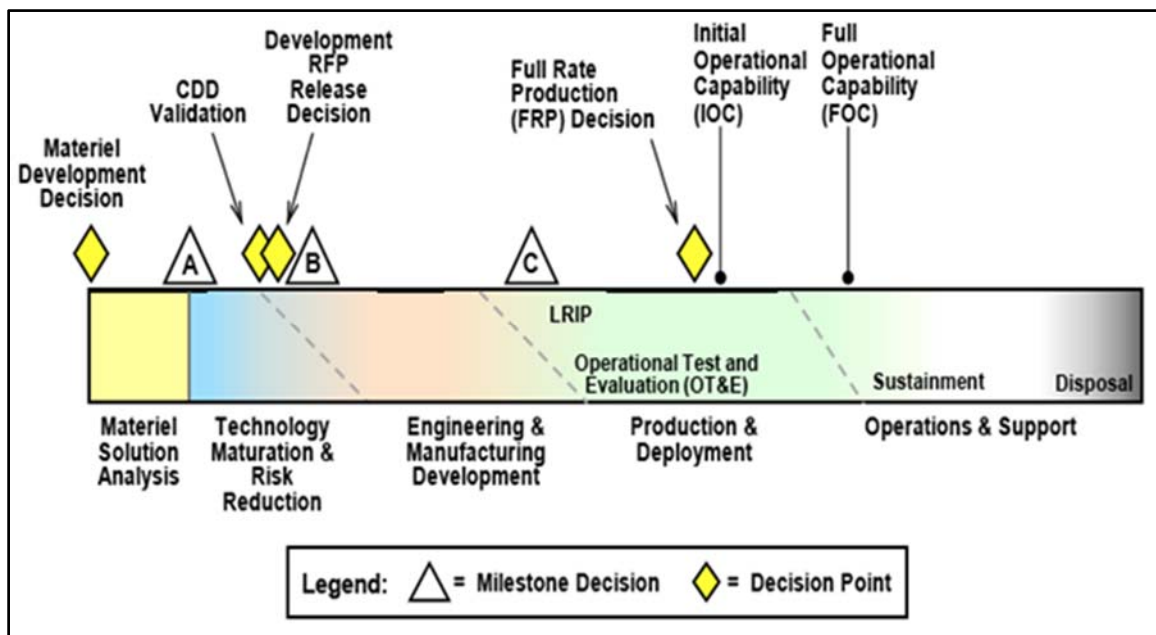 Materiel
Development
Decision
CDD
Validation
Development
RFP
Release
Decision
Full Rate
Production
(FRP) Decision
Initial
Operational
Capability
(IOC)
Full
Operational
Capability
(FOC)
A
B
C
LRIP
Operational Test and
Evaluation (OT&E)
Sustainment
Disposal
Materiel
Solution
Analysis
Technology
Maturation &
Risk
Reduction
Engineering &
Manufacturing
Development
Production &
Deployment
Operations & Support
Legend: = Milestone Decision = Decision Point